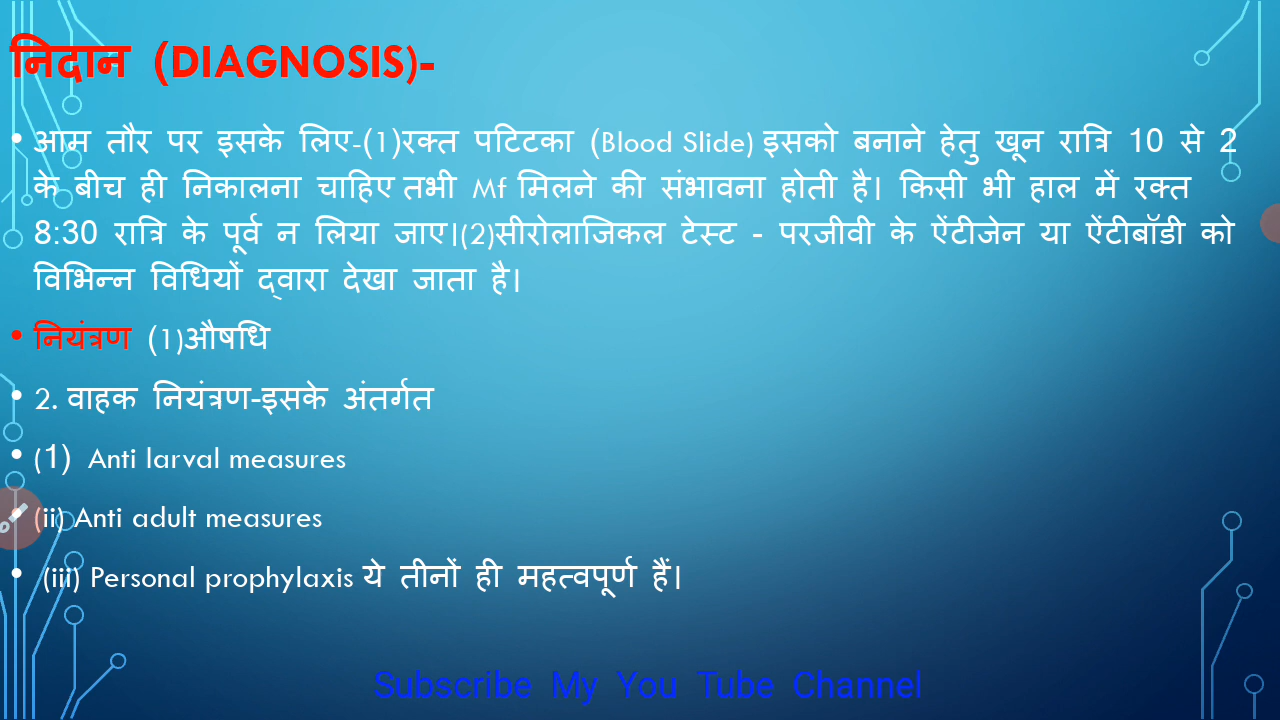 निदान (DIAGNOSIS)-
• आम तौर पर इसके लिए-(1)रक्त पटिटका (Blood Slide) इसको बनाने हेतु खून रात्रि 10 से 2
के बीच ही निकालना चाहिए तभी Mf मिलने की संभावना होती है। किसी भी हाल में रक्त
8:30 रात्रि के पूर्व न लिया जाए।(2)सीरोलाजिकल टेस्ट - परजीवी के ऐंटीजेन या ऐंटीबॉडी को
विभिन्न विधियों द्वारा देखा जाता है।
• नियंत्रण (1)औषधि
• 2. वाहक नियंत्रण-इसके अंतर्गत
• (1) Anti larval measures
• (ii) Anti adult measures
• (iii) Personal prophylaxis ये तीनों ही महत्वपूर्ण हैं।
Subscribe My You Tube Channel